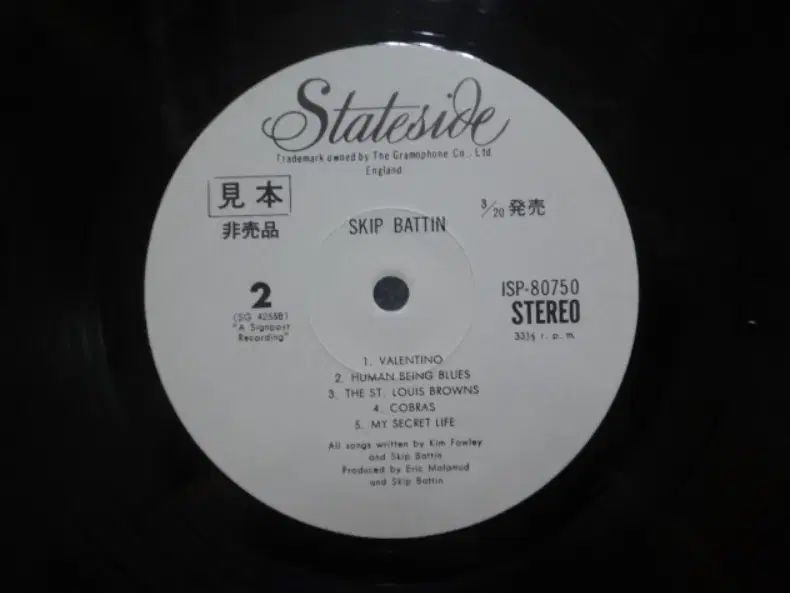 Stateside
Trademark owned by The Gramophone Co., Ltd.
England
見本
非売品
SKIP BATTIN
3/20 発売
2
"A Signpost
Recording"
ISP-80750
STEREO
33⅓ r.p.m.
1. VALENTINO
2. HUMAN BEING BLUES
3. THE ST. LOUIS BROWNS
4. COBRAS
5. MY SECRET LIFE
All songs written by Kim Fowley
and Skip Battin
Produced by Eric Malamud
and Skip Battin